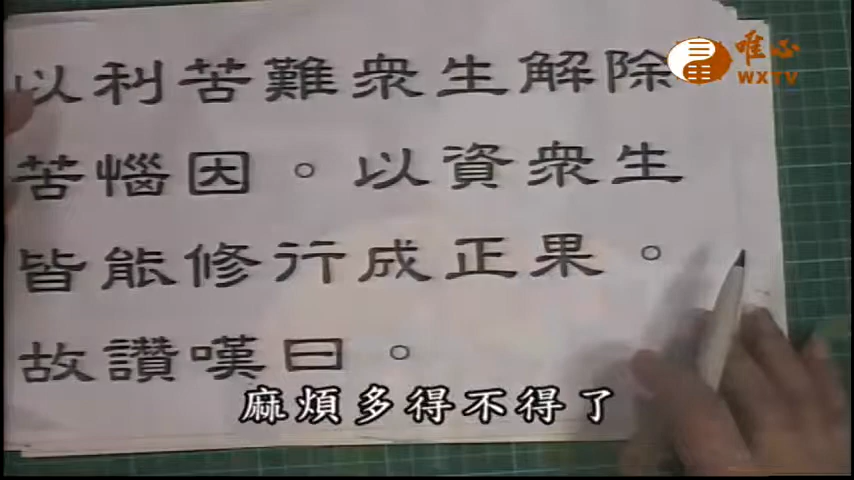 以利苦難衆生解除
苦惱因。以資衆生
皆能修行成正果。
故讚嘆曰。
麻煩多得不得了
唯心
WXTV